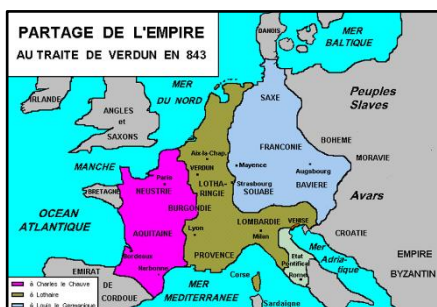 PARTAGE DE L'EMPIRE
AU TRAITE DE VERDUN EN 843
DANOIS
MER
BALTIQUE
IRLANDE
ANGLES
et
SAXONS
MER
DU NORD
SAXE
Peuples
Slaves
FRANCONIE
BOHEME
MORAVIE
Aix-la-Chap.
VERDUN
Mayence
LOTHA-
RINGIE
Strasbourg
Augsbourg
SOUABE
BAVIERE
Avars
MANCHE
Paris
NEUSTRIE
BRETAGNE
BURGONDIE
OCEAN
ATLANTIQUE
AQUITAINE
Lyon
LOMBARDIE
Milan
VENISE
CROATIE
Bordeaux
Narbonne
PROVENCE
Mer
Adria-
tique
Etat
Pontifical
Rome
EMPIRE
BYZANTIN
EMIRAT
DE
CORDOUE
MER
MEDITERRANEE
Corse
Sardaigne
à Charles le Chauve
à Lothaire
à Louis le Germanique